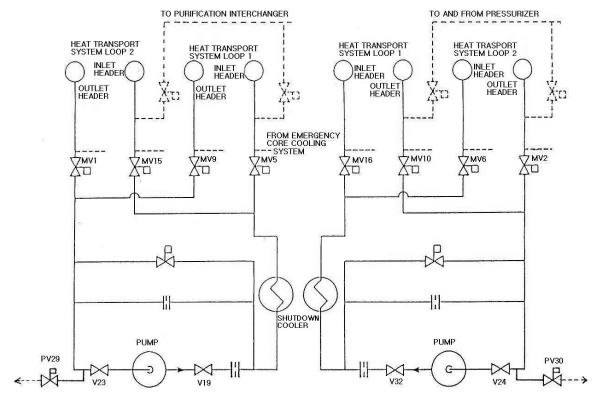 TO PURIFICATION INTERCHANGER
TO AND FROM PRESSURIZER
HEAT TRANSPORT
SYSTEM LOOP 2
INLET
HEADER
OUTLET
HEADER
HEAT TRANSPORT
SYSTEM LOOP 1
INLET
HEADER
OUTLET
HEADER
HEAT TRANSPORT
SYSTEM LOOP 1
INLET
HEADER
OUTLET
HEADER
HEAT TRANSPORT
SYSTEM LOOP 2
INLET
HEADER
OUTLET
HEADER
FROM EMERGENCY
CORE COOLING
SYSTEM
MV1
MV15
MV9
MV5
MV16
MV10
MV6
MV2
SHUTDOWN
COOLER
PUMP
PUMP
PV29
V23
V19
V32
V24
PV30